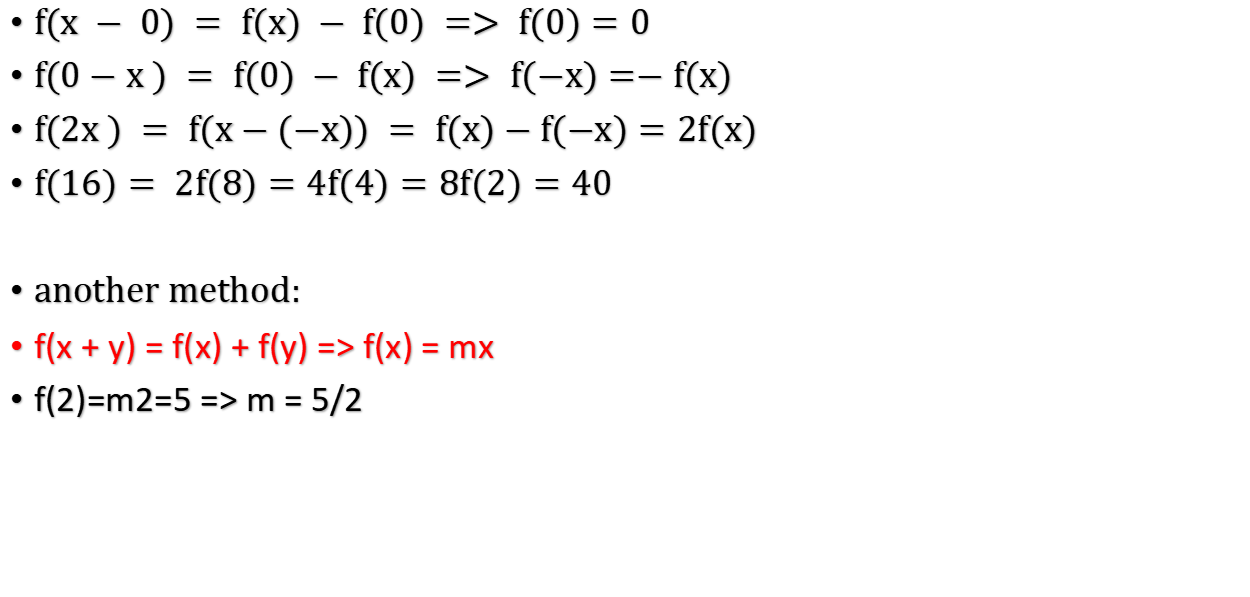 • f(x − 0) = f(x) − f(0) => f(0) = 0
• f(0 − x ) = f(0) − f(x) => f(−x) =− f(x)
• f(2x ) = f(x − (−x)) = f(x) − f(−x) = 2f(x)
• f(16) = 2f(8) = 4f(4) = 8f(2) = 40
• another method:
• f(x + y) = f(x) + f(y) => f(x) = mx
• f(2)=m2=5 => m = 5/2